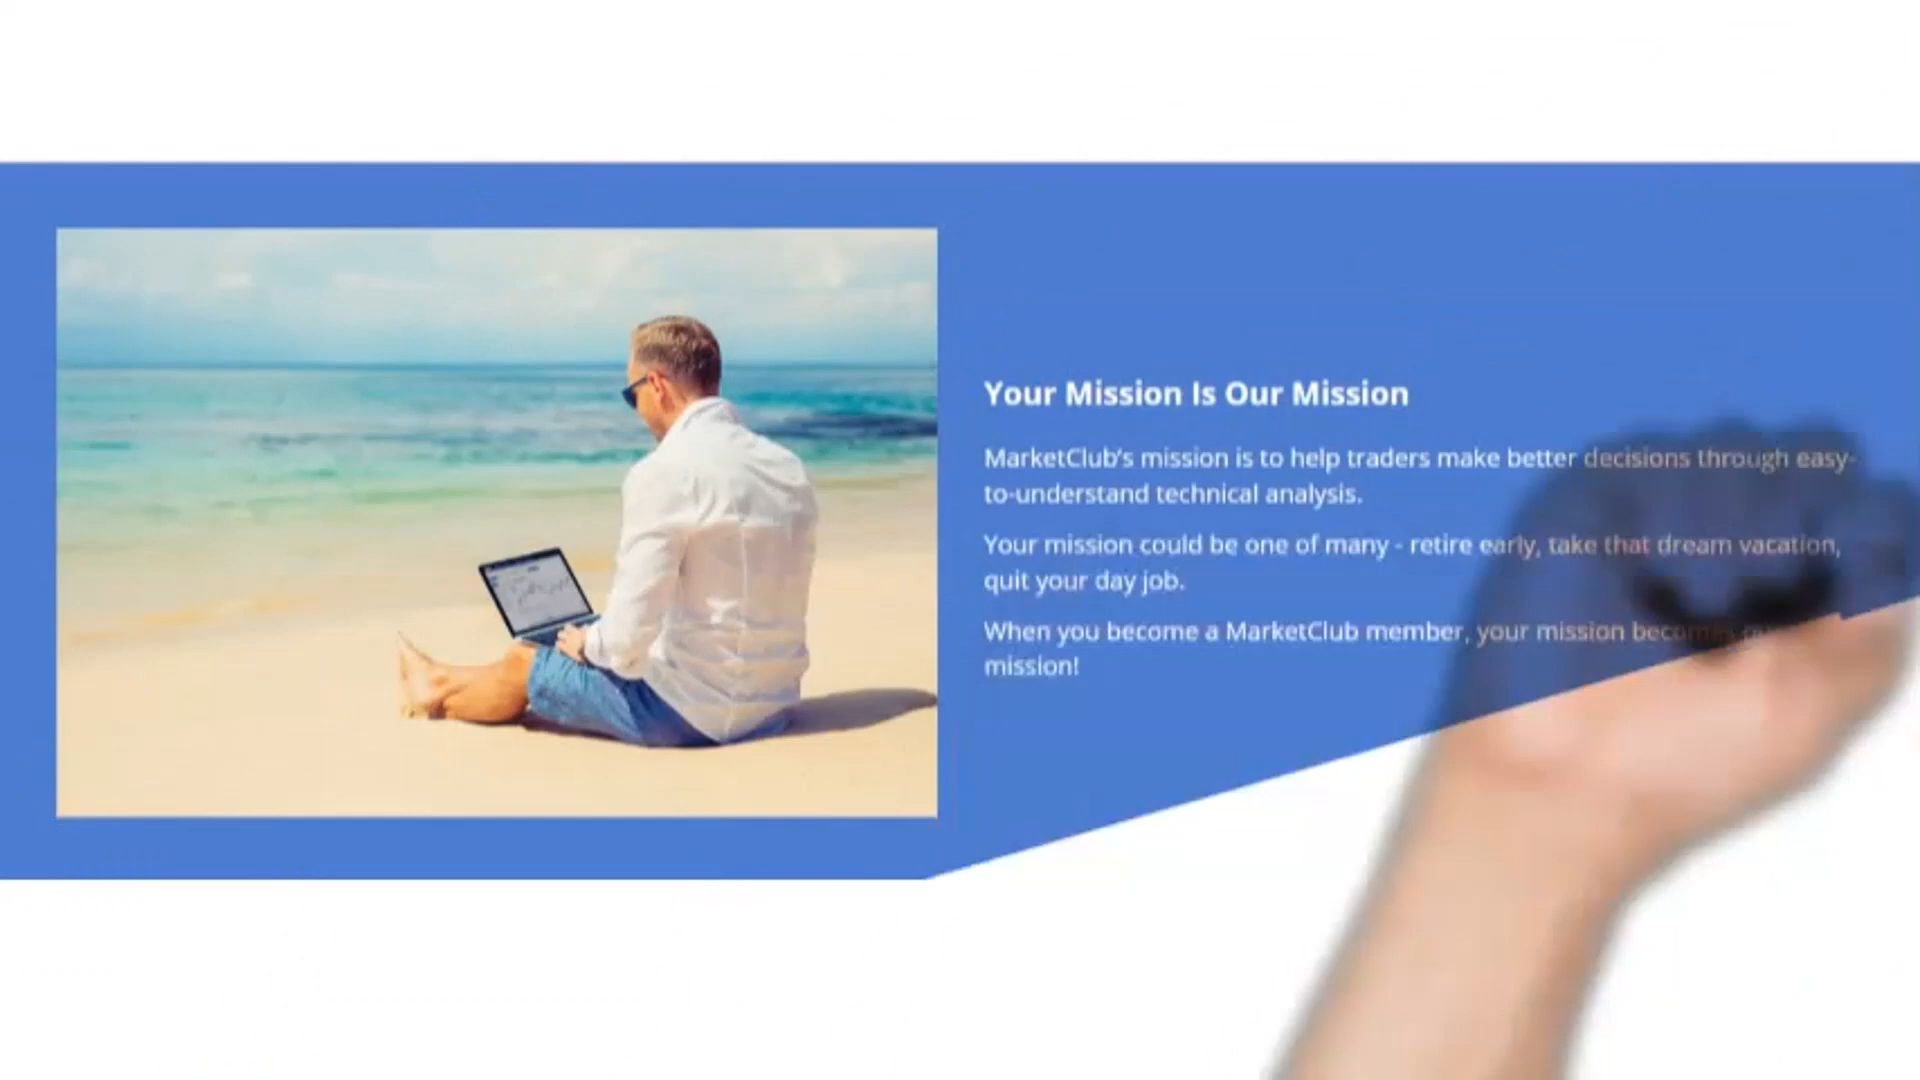 Your Mission Is Our Mission
MarketClub's mission is to help traders make better decisions through easy-
to-understand technical analysis.
Your mission could be one of many - retire early, take that dream vacation,
quit your day job.
When you become a MarketClub member, your mission becomes
mission!